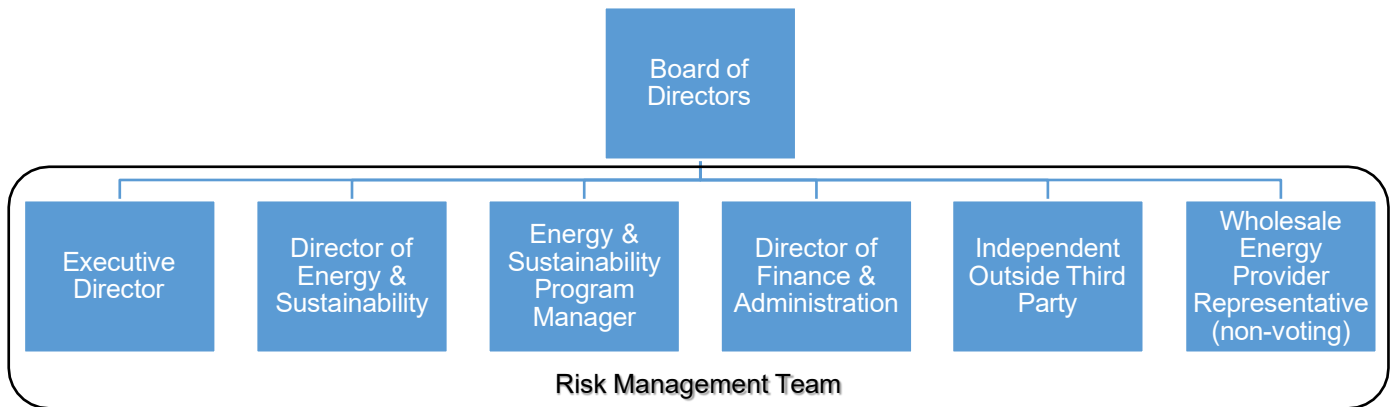 Board of
Directors
Executive
Director
Director of
Energy &
Sustainability
Energy &
Sustainability
Program
Manager
Director of
Finance &
Administration
Independent
Outside Third
Party
Wholesale
Energy
Provider
Representative
(non-voting)
Risk Management Team